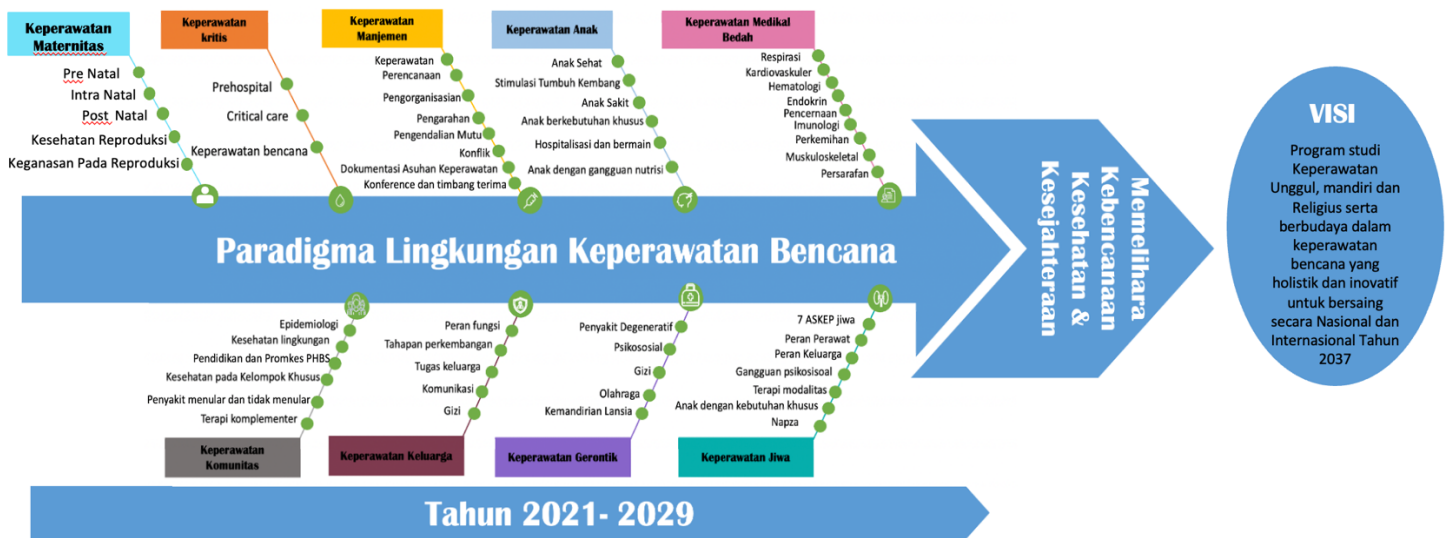 Keperawatan
Maternitas
Pre Natal
Intra Natal
Post Natal
Kesehatan Reproduksi
Keganasan Pada Reproduksi
Keperawatan
kritis
Prehospital
Critical care
Keperawatan bencana
Keperawatan
Manjemen
Keperawatan
Perencanaan
Pengorganisasian
Pengarahan
Pengendalian Mutu
Konflik
Dokumentasi Asuhan Keperawatan
Konference dan timbang terima
Keperawatan Anak
Anak Sehat
Stimulasi Tumbuh Kembang
Anak Sakit
Anak berkebutuhan khusus
Hospitalisasi dan bermain
Anak dengan gangguan nutrisi
Keperawatan Medikal
Bedah
Respirasi
Kardiovaskuler
Hematologi
Endokrin
Pencernaan
Imunologi
Perkemihan
Muskuloskeletal
Persarafan
Paradigma Lingkungan Keperawatan Bencana
Epidemiologi
Kesehatan lingkungan
Pendidikan dan Promkes PHBS
Kesehatan pada Kelompok Khusus
Penyakit menular dan tidak menular
Terapi komplementer
Keperawatan
Komunitas
Peran fungsi
Tahapan perkembangan
Tugas keluarga
Komunikasi
Gizi
Keperawatan Keluarga
Penyakit Degeneratif
Psikososial
Gizi
Olahraga
Kemandirian Lansia
Keperawatan Gerontik
7 ASKEP jiwa
Peran Perawat
Peran Keluarga
Gangguan psikosisoal
Terapi modalitas
Anak dengan kebutuhan khusus
Napza
Keperawatan Jiwa
Memelihara
Kebencanaan
Kesehatan &
Kesejahteraan
VISI
Program studi
Keperawatan
Unggul, mandiri dan
Religius serta
berbudaya dalam
keperawatan
bencana yang
holistik dan inovatif
untuk bersaing
secara Nasional dan
Internasional Tahun
2037
Tahun 2021- 2029